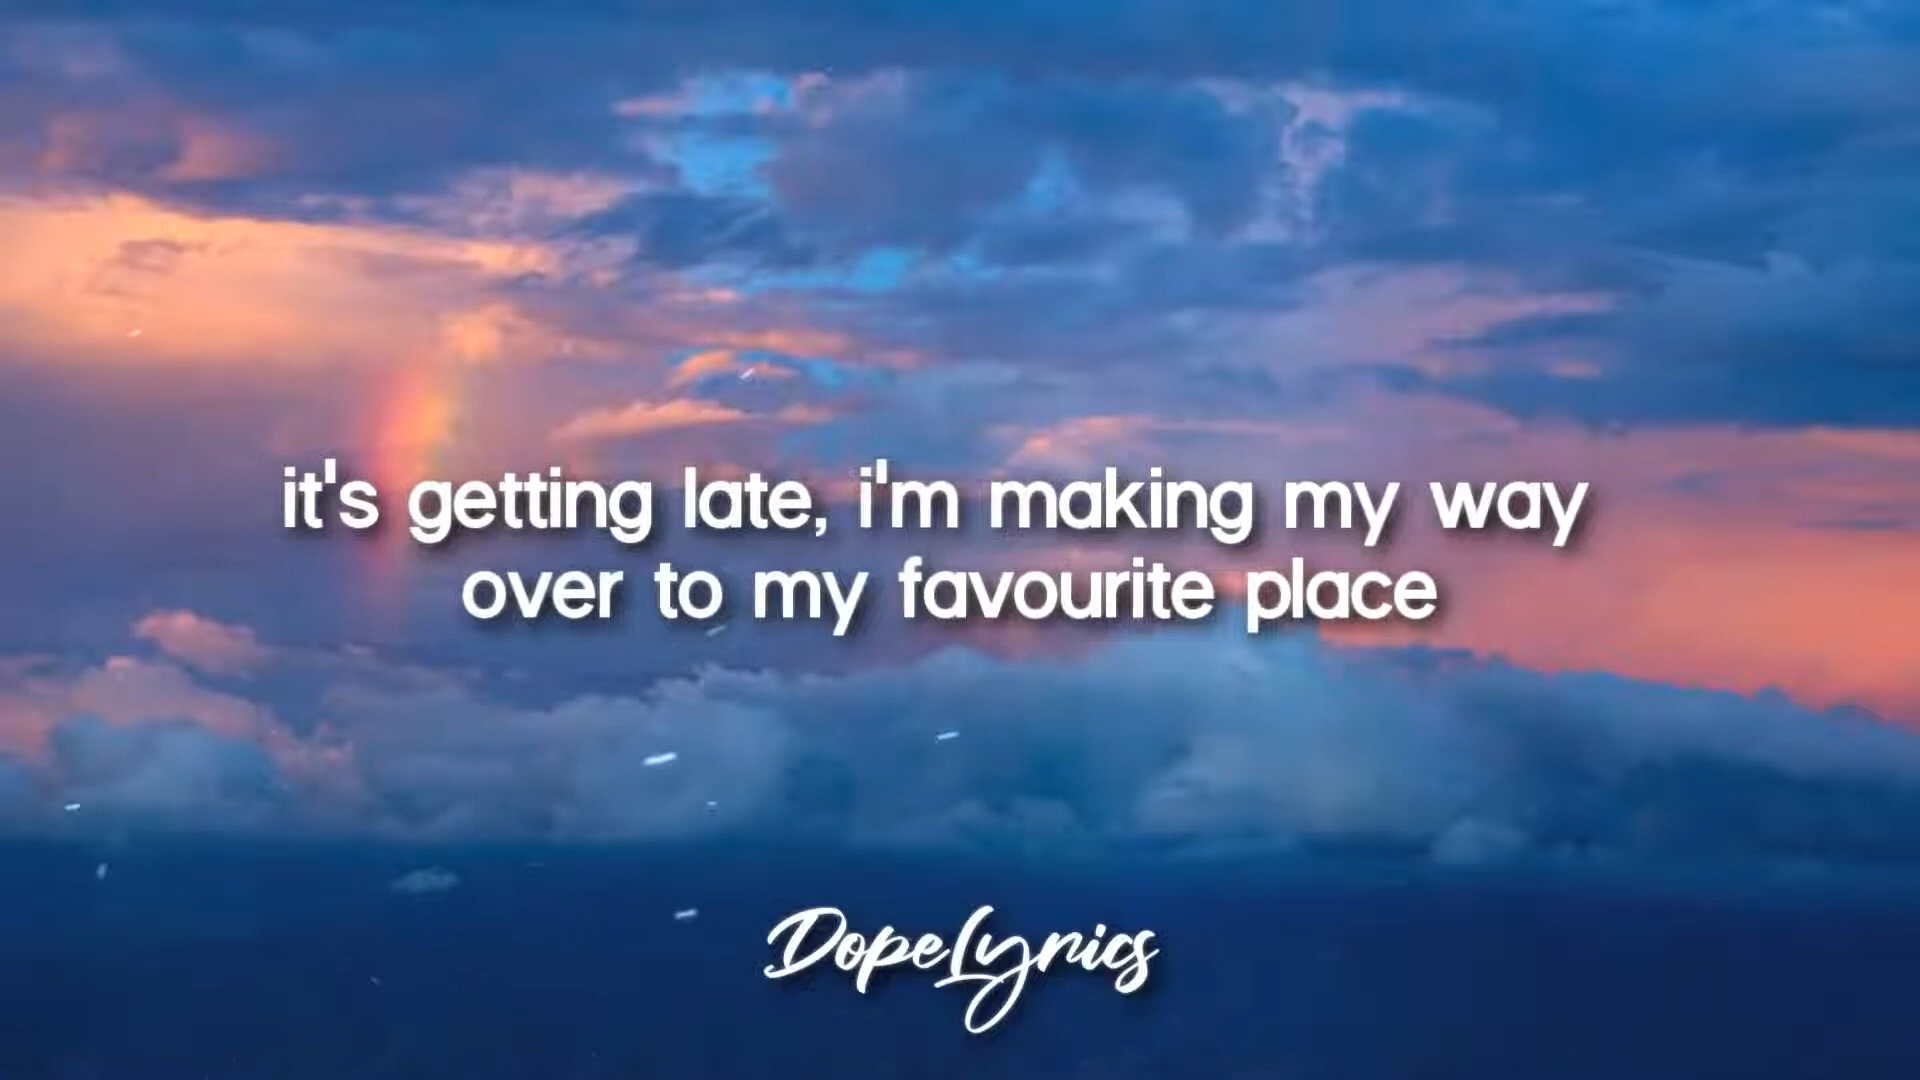 it's getting late, i'm making my way
over to my favourite place
DopeLyrics